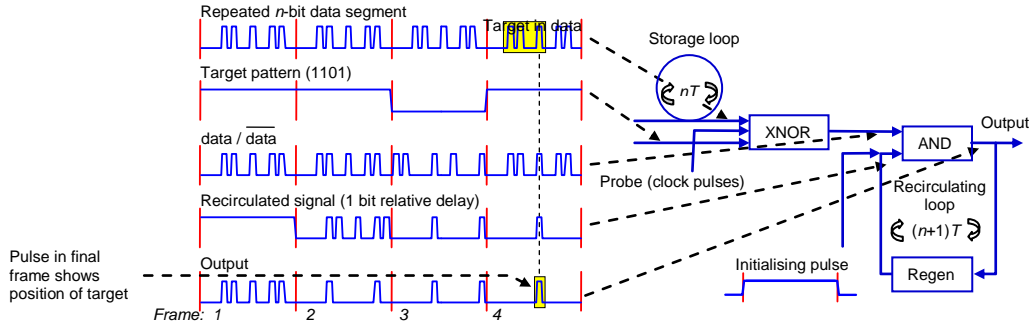 Repeated n-bit data segment
Target in data
Target pattern (1101)
data / data
Recirculated signal (1 bit relative delay)
Output
Pulse in final
frame shows
position of target
Frame: 1 2 3 4
Storage loop
nT
XNOR
Probe (clock pulses)
AND
Output
Recirculating
loop
(n+1)T
Regen
Initialising pulse